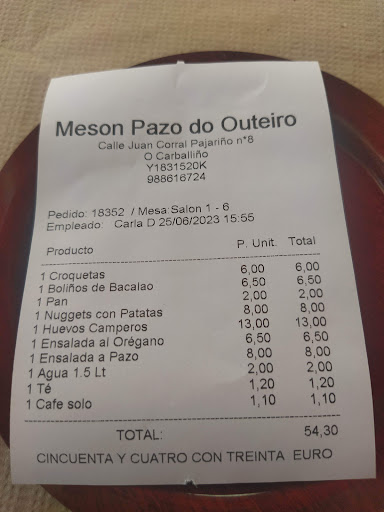 Meson Pazo do Outeiro
Calle Juan Corral Pajariño nº8
O Carballiño
Y1831520K
988616724
Pedido: 18352 / Mesa:Salon 1 - 6
Empleado: Carla D 25/06/2023 15:55
Producto P. Unit. Total
1 Croquetas 6,00 6,00
1 Boliños de Bacalao 6,50 6,50
1 Pan 2,00 2,00
1 Nuggets con Patatas 8,00 8,00
1 Huevos Camperos 13,00 13,00
1 Ensalada al Orégano 6,50 6,50
1 Ensalada a Pazo 8,00 8,00
1 Agua 1.5 Lt 2,00 2,00
1 Té 1,20 1,20
1 Cafe solo 1,10 1,10
TOTAL: 54,30
CINCUENTA Y CUATRO CON TREINTA EURO